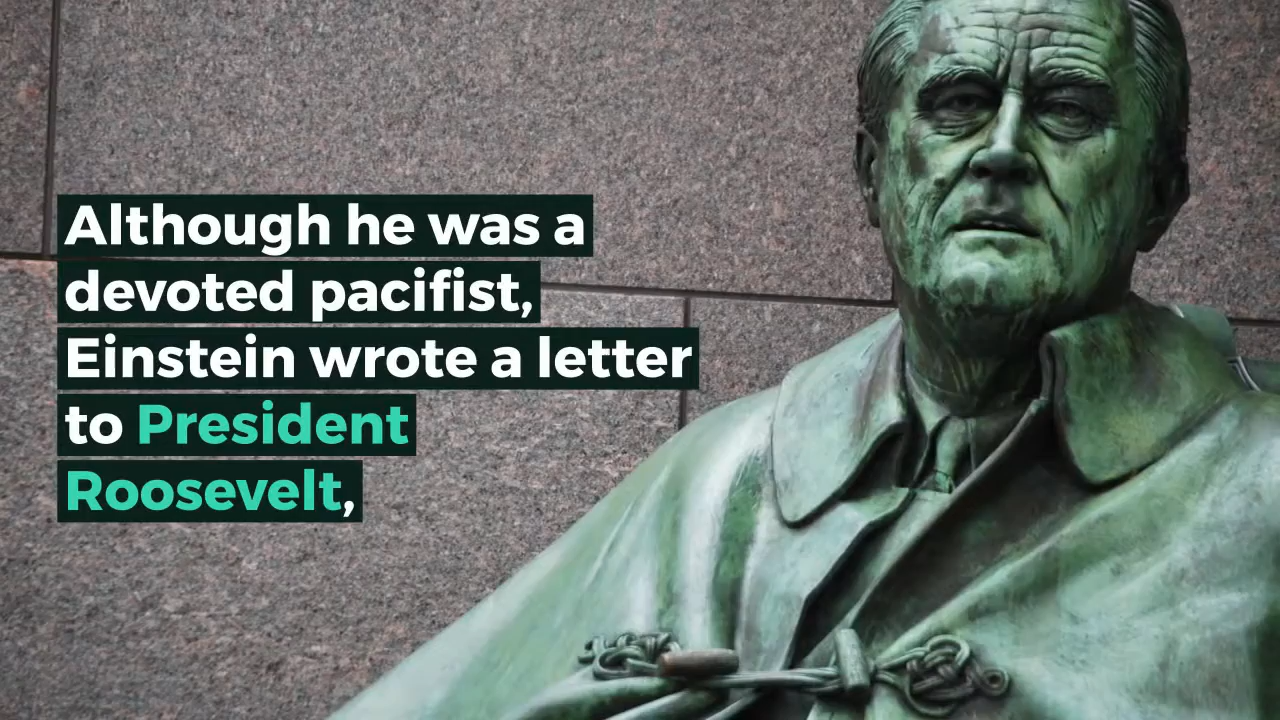 Although he was a
devoted pacifist,
Einstein wrote a letter
to President
Roosevelt,